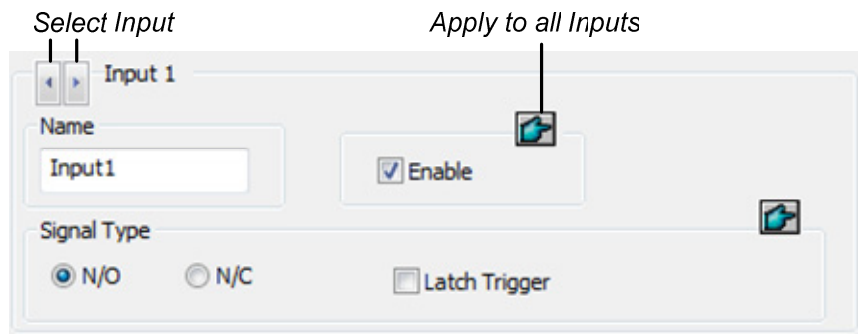 Select Input
Apply to all Inputs
Input 1
Name
Input1
Enable
Signal Type
N/O
N/C
Latch Trigger